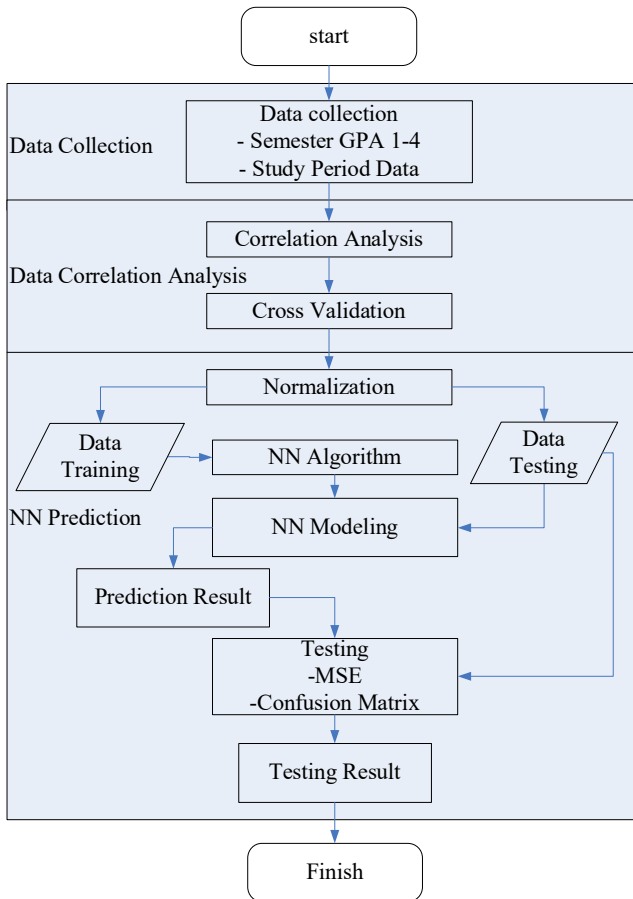 start
Data Collection
Data collection
- Semester GPA 1-4
- Study Period Data
Data Correlation Analysis
Correlation Analysis
Cross Validation
NN Prediction
Normalization
Data
Training
NN Algorithm
Data
Testing
NN Modeling
Prediction Result
Testing
-MSE
-Confusion Matrix
Testing Result
Finish